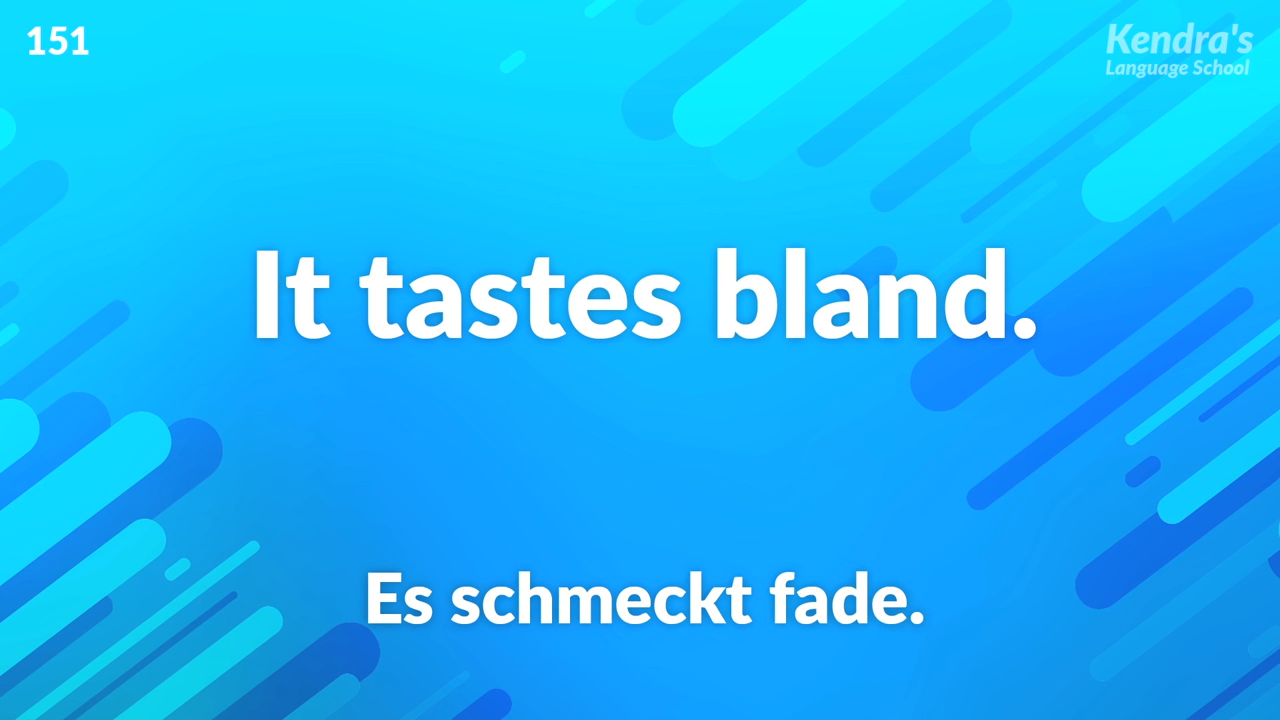 151
Kendra's
Language School
It tastes bland.
Es schmeckt fade.